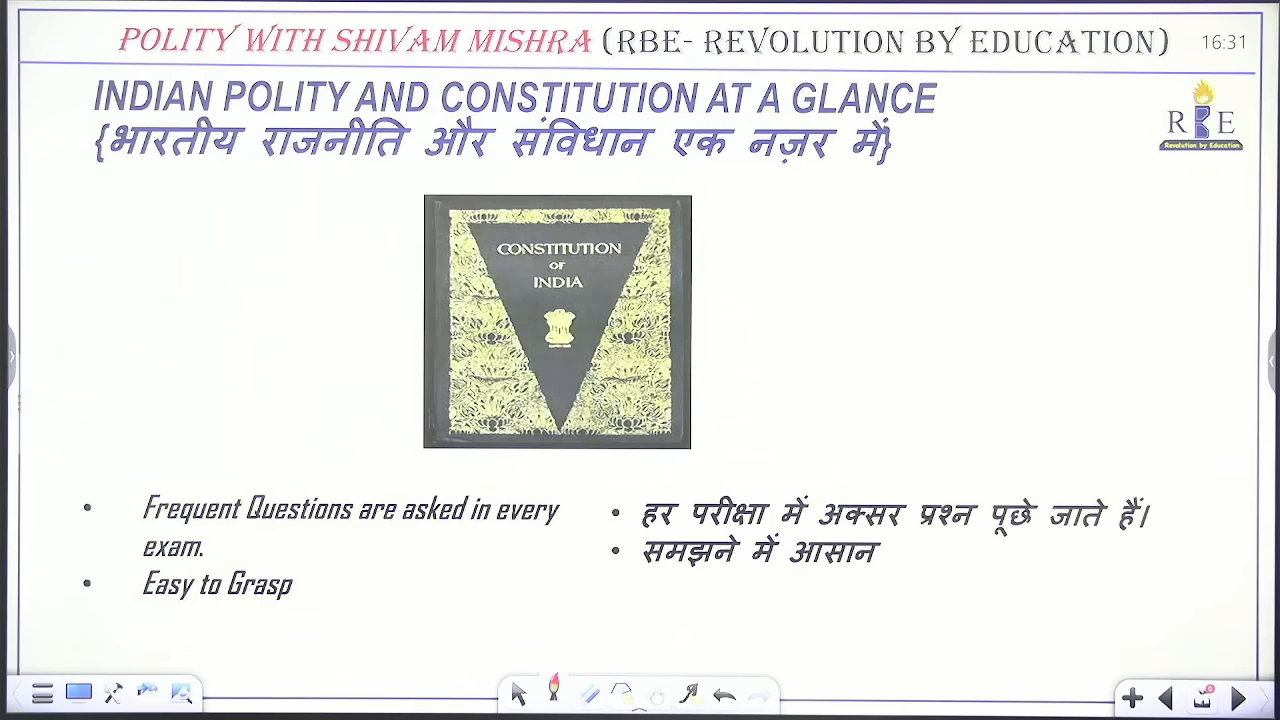 POLITY WITH SHIVAM MISHRA (RBE- REVOLUTION BY EDUCATION)
16:31
INDIAN POLITY AND CONSTITUTION AT A GLANCE
{भारतीय राजनीति और संविधान एक नज़र में}
RBE
Revolution by Education
CONSTITUTION
OF
INDIA
• Frequent Questions are asked in every
exam.
• Easy to Grasp
• हर परीक्षा में अक्सर प्रश्न पूछे जाते हैं।
• समझने में आसान